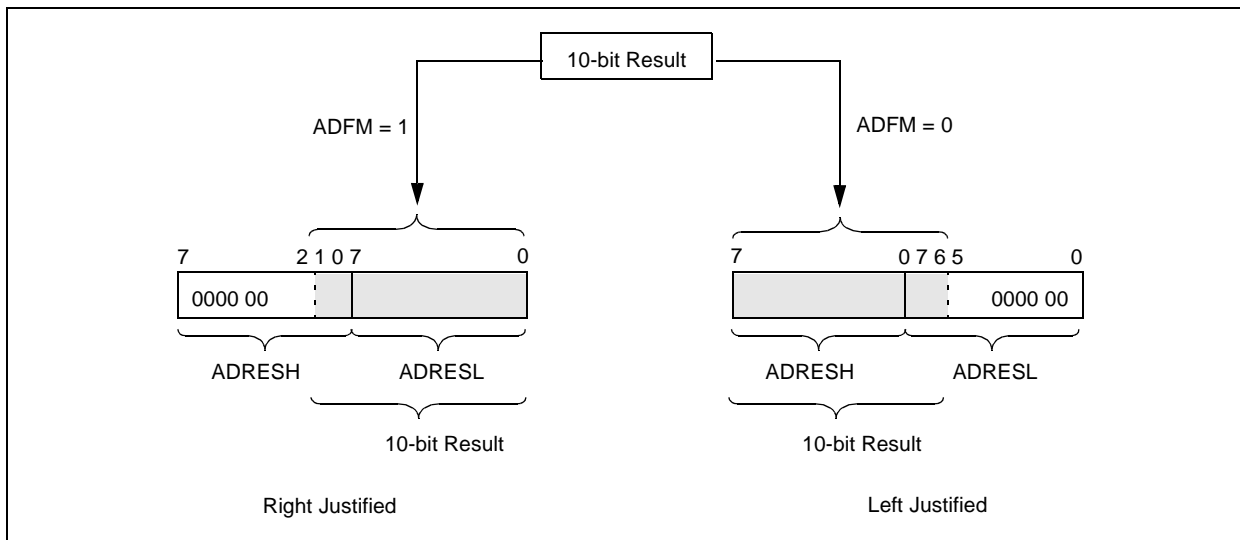 10-bit Result
ADFM = 1
ADFM = 0
7 2 1 0 7 0
7 0 7 6 5 0
0000 00
0000 00
ADRESH ADRESL
ADRESH ADRESL
10-bit Result
10-bit Result
Right Justified
Left Justified